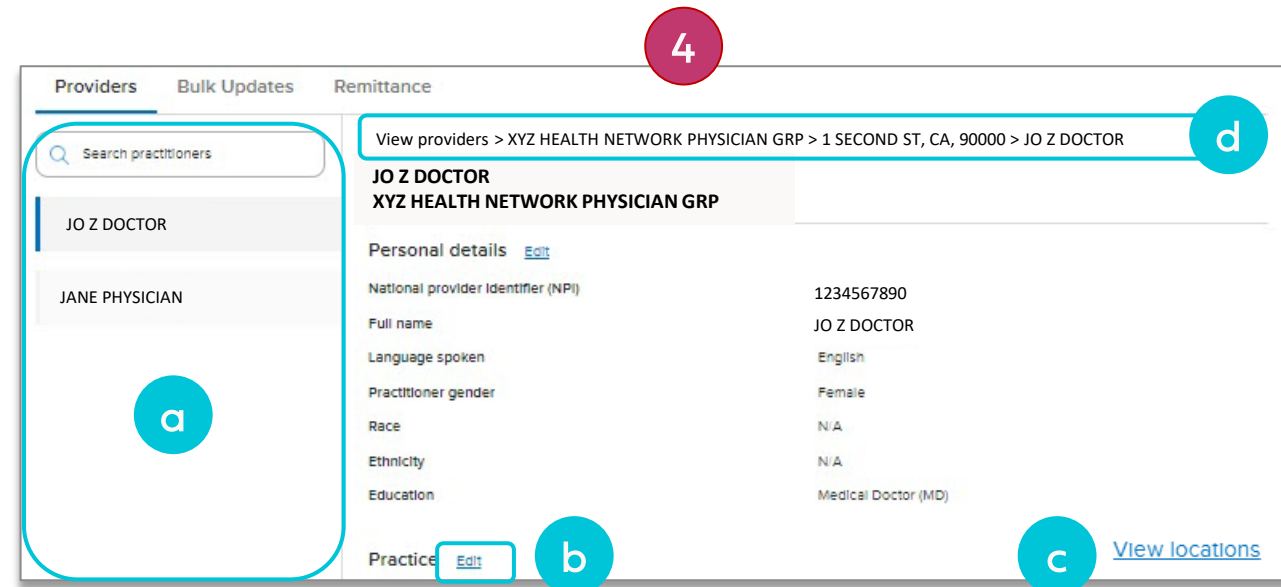 4
Providers Bulk Updates Remittance
Search practitioners
JO Z DOCTOR
JANE PHYSICIAN
a
View providers > XYZ HEALTH NETWORK PHYSICIAN GRP > 1 SECOND ST, CA, 90000 > JO Z DOCTOR
d
JO Z DOCTOR
XYZ HEALTH NETWORK PHYSICIAN GRP
Personal details Edit
National provider identifier (NPI) 1234567890
Full name JO Z DOCTOR
Language spoken English
Practitioner gender Female
Race N/A
Ethnicity N/A
Education Medical Doctor (MD)
Practice Edit
b
c
View locations